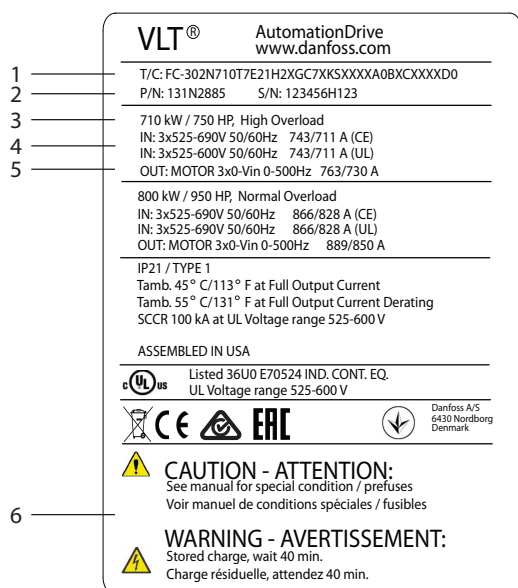 VLT® AutomationDrive
www.danfoss.com
1 T/C: FC-302N710T7E21H2XGC7XKSXXXXA0BXCXXXXD0
2 P/N: 131N2885 S/N: 123456H123
3 710 kW / 750 HP, High Overload
4 IN: 3x525-690V 50/60Hz 743/711 A (CE)
IN: 3x525-600V 50/60Hz 743/711 A (UL)
5 OUT: MOTOR 3x0-Vin 0-500Hz 763/730 A
800 kW / 950 HP, Normal Overload
IN: 3x525-690V 50/60Hz 866/828 A (CE)
IN: 3x525-690V 50/60Hz 866/828 A (UL)
OUT: MOTOR 3x0-Vin 0-500Hz 889/850 A
IP21 / TYPE 1
Tamb. 45° C/113° F at Full Output Current
Tamb. 55° C/131° F at Full Output Current Derating
SCCR 100 kA at UL Voltage range 525-600 V
ASSEMBLED IN USA
c UL us Listed 36U0 E70524 IND. CONT. EQ.
UL Voltage range 525-600 V
CE EAC
Danfoss A/S
6430 Nordborg
Denmark
CAUTION - ATTENTION:
See manual for special condition / prefuses
Voir manuel de conditions spéciales / fusibles
6
WARNING - AVERTISSEMENT:
Stored charge, wait 40 min.
Charge résiduelle, attendez 40 min.